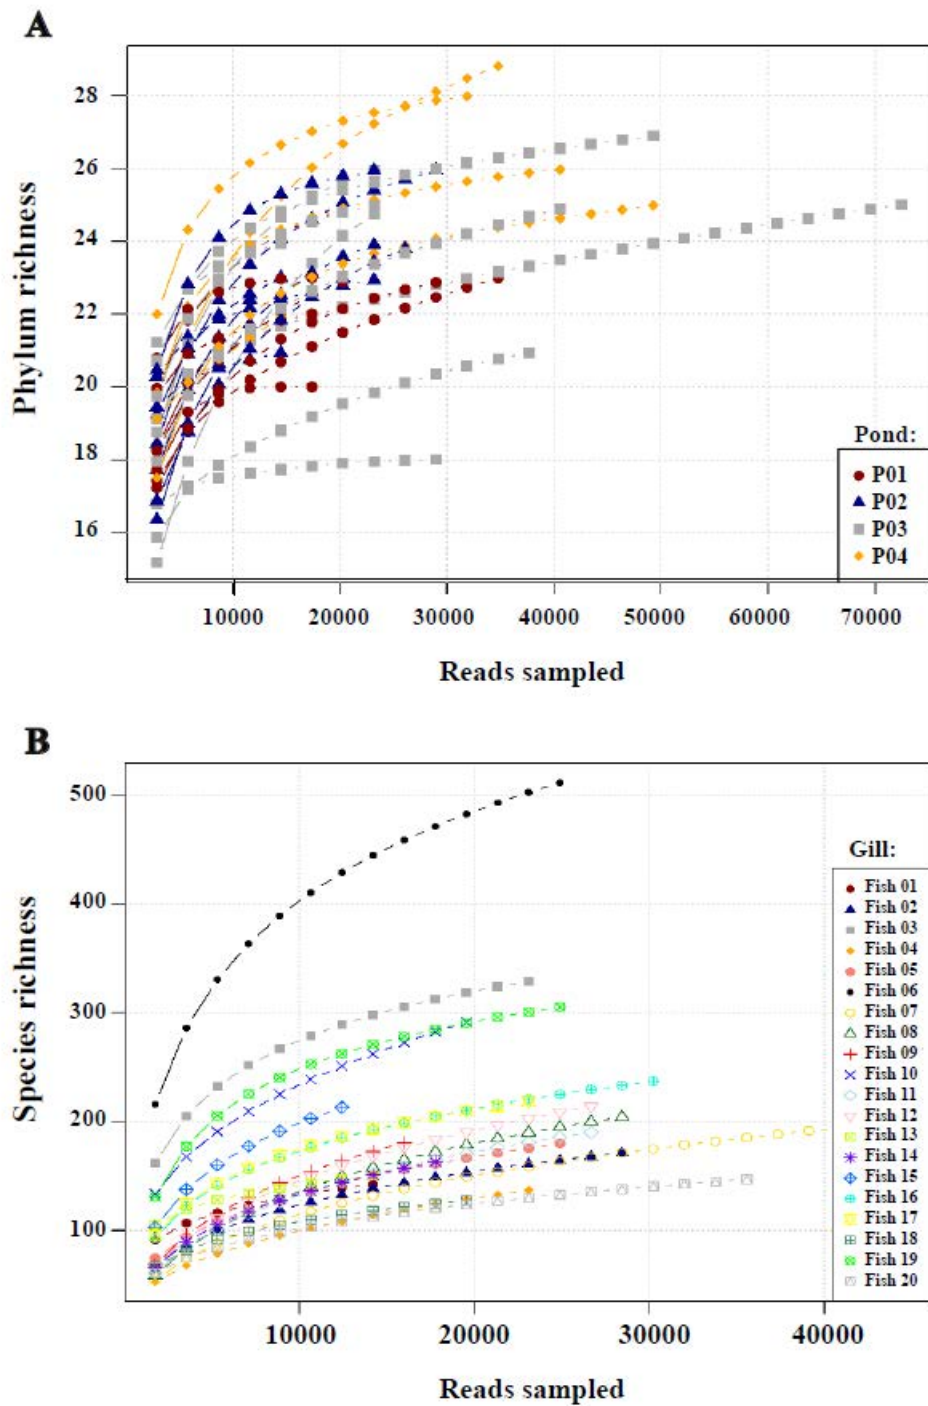 A
Phylum richness
28
26
24
22
20
18
16
Pond:
P01
P02
P03
P04
10000 20000 30000 40000 50000 60000 70000
Reads sampled
B
Species richness
500
400
300
200
100
Gill:
Fish 01
Fish 02
Fish 03
Fish 04
Fish 05
Fish 06
Fish 07
Fish 08
Fish 09
Fish 10
Fish 11
Fish 12
Fish 13
Fish 14
Fish 15
Fish 16
Fish 17
Fish 18
Fish 19
Fish 20
10000 20000 30000 40000
Reads sampled